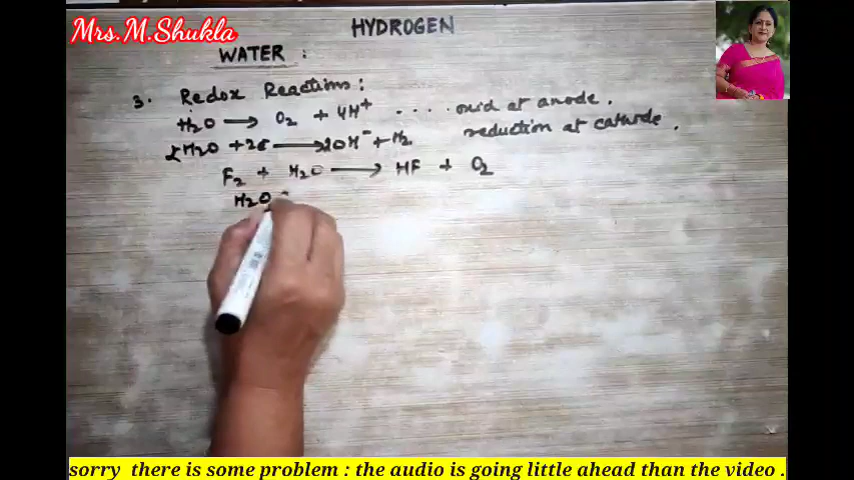 Mrs.M.Shukla
HYDROGEN
WATER :
3. Redox Reactions:
H2O → O2 + 4H+ .... oxid at anode.
2H2O + 2e → 2OH- + H2 reduction at cathode.
F2 + H2O → HF + O2
H2O
sorry there is some problem : the audio is going little ahead than the video .